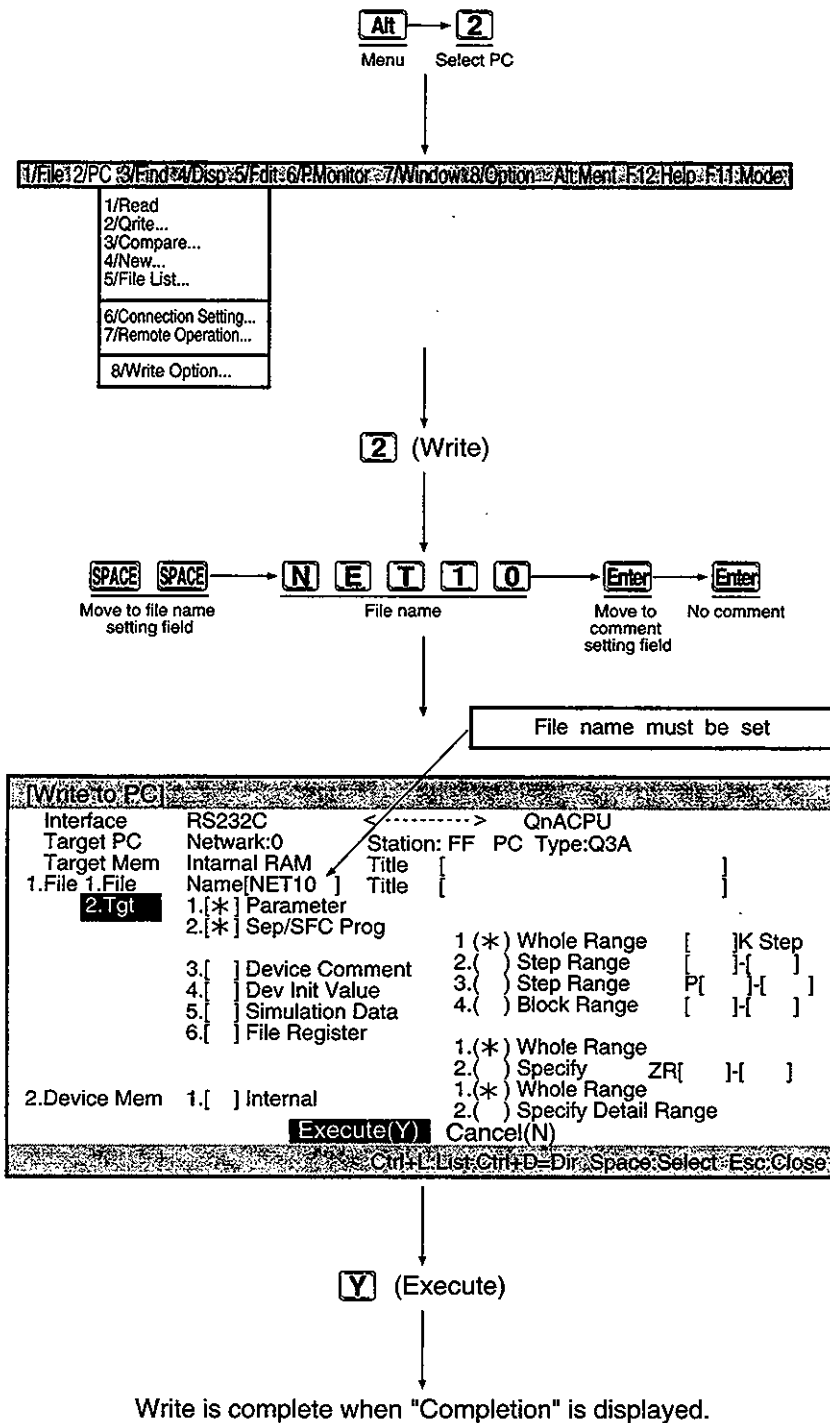 Alt 2
Menu Select PC
1/File12/PC 3/Find 4/Disp 5/Edit 6/P.Monitor 7/Window 8/Option Alt:Ment F12:Help F11:Mode
1/Read
2/Qrite...
3/Compare...
4/New...
5/File List...
6/Connection Setting...
7/Remote Operation...
8/Write Option...
2 (Write)
SPACE SPACE N E T 1 0 Enter Enter
Move to file name setting field File name Move to comment setting field No comment
File name must be set
[Write to PC]
Interface RS232C <----------> QnACPU
Target PC Netwark:0 Station: FF PC Type:Q3A
Target Mem Intarnal RAM Title [ ]
1.File 1.File Name[NET10 ] Title [ ]
2.Tgt 1.[*] Parameter
2.[*] Sep/SFC Prog
1 (*) Whole Range [ ]K Step
2.( ) Step Range [ ]-[ ]
3.[ ] Device Comment 3.( ) Step Range P[ ]-[ ]
4.[ ] Dev Init Value 4.( ) Block Range [ ]-[ ]
5.[ ] Simulation Data
6.[ ] File Register
1.(*) Whole Range
2.( ) Specify ZR[ ]-[ ]
2.Device Mem 1.[ ] Internal 1.(*) Whole Range
2.( ) Specify Detail Range
Execute(Y) Cancel(N)
Ctrl+L:List Ctrl+D=Dir Space:Select Esc:Close
Y (Execute)
Write is complete when "Completion" is displayed.